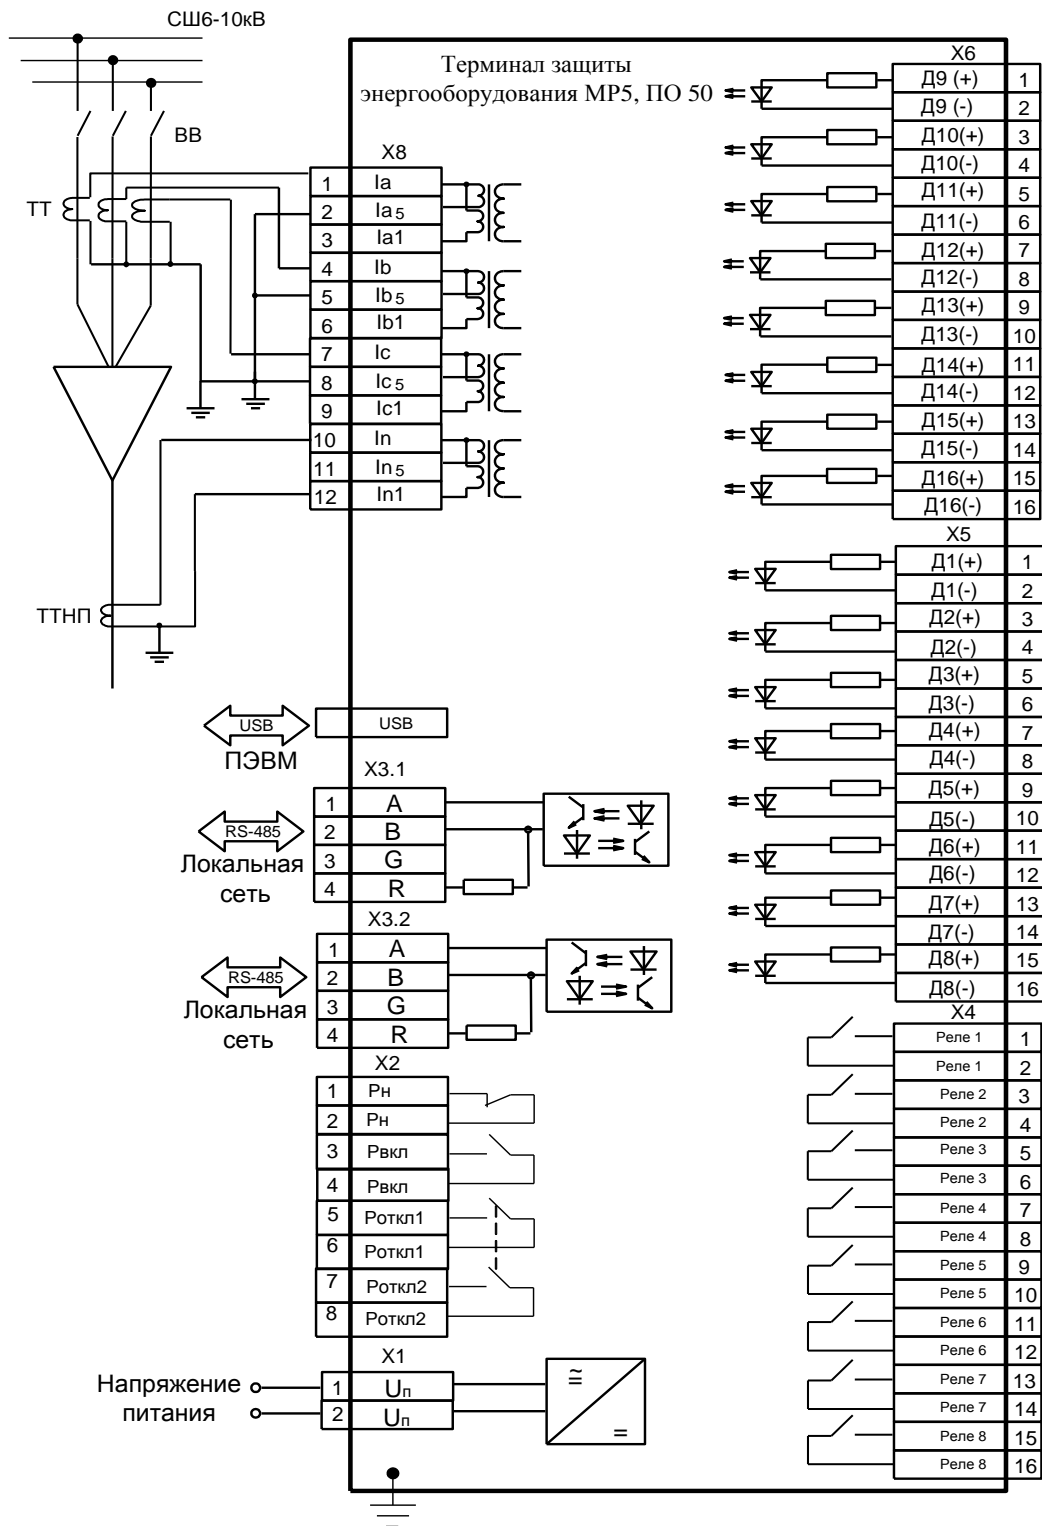 СШ6-10кВ
Терминал защиты
энергооборудования МР5, ПО 50
ВВ
ТТ
ТТНП
X8
1 Ia
2 Ia5
3 Ia1
4 Ib
5 Ib5
6 Ib1
7 Ic
8 Ic5
9 Ic1
10 In
11 In5
12 In1
USB USB
ПЭВМ
X3.1
1 A
2 B
3 G
4 R
RS-485
Локальная
сеть
X3.2
1 A
2 B
3 G
4 R
RS-485
Локальная
сеть
X2
1 Рн
2 Рн
3 Рвкл
4 Рвкл
5 Роткл1
6 Роткл1
7 Роткл2
8 Роткл2
X1
Напряжение
питания
1 Uп
2 Uп
≅
=
X6
Д9 (+) 1
Д9 (-) 2
Д10(+) 3
Д10(-) 4
Д11(+) 5
Д11(-) 6
Д12(+) 7
Д12(-) 8
Д13(+) 9
Д13(-) 10
Д14(+) 11
Д14(-) 12
Д15(+) 13
Д15(-) 14
Д16(+) 15
Д16(-) 16
X5
Д1(+) 1
Д1(-) 2
Д2(+) 3
Д2(-) 4
Д3(+) 5
Д3(-) 6
Д4(+) 7
Д4(-) 8
Д5(+) 9
Д5(-) 10
Д6(+) 11
Д6(-) 12
Д7(+) 13
Д7(-) 14
Д8(+) 15
Д8(-) 16
X4
Реле 1 1
Реле 1 2
Реле 2 3
Реле 2 4
Реле 3 5
Реле 3 6
Реле 4 7
Реле 4 8
Реле 5 9
Реле 5 10
Реле 6 11
Реле 6 12
Реле 7 13
Реле 7 14
Реле 8 15
Реле 8 16